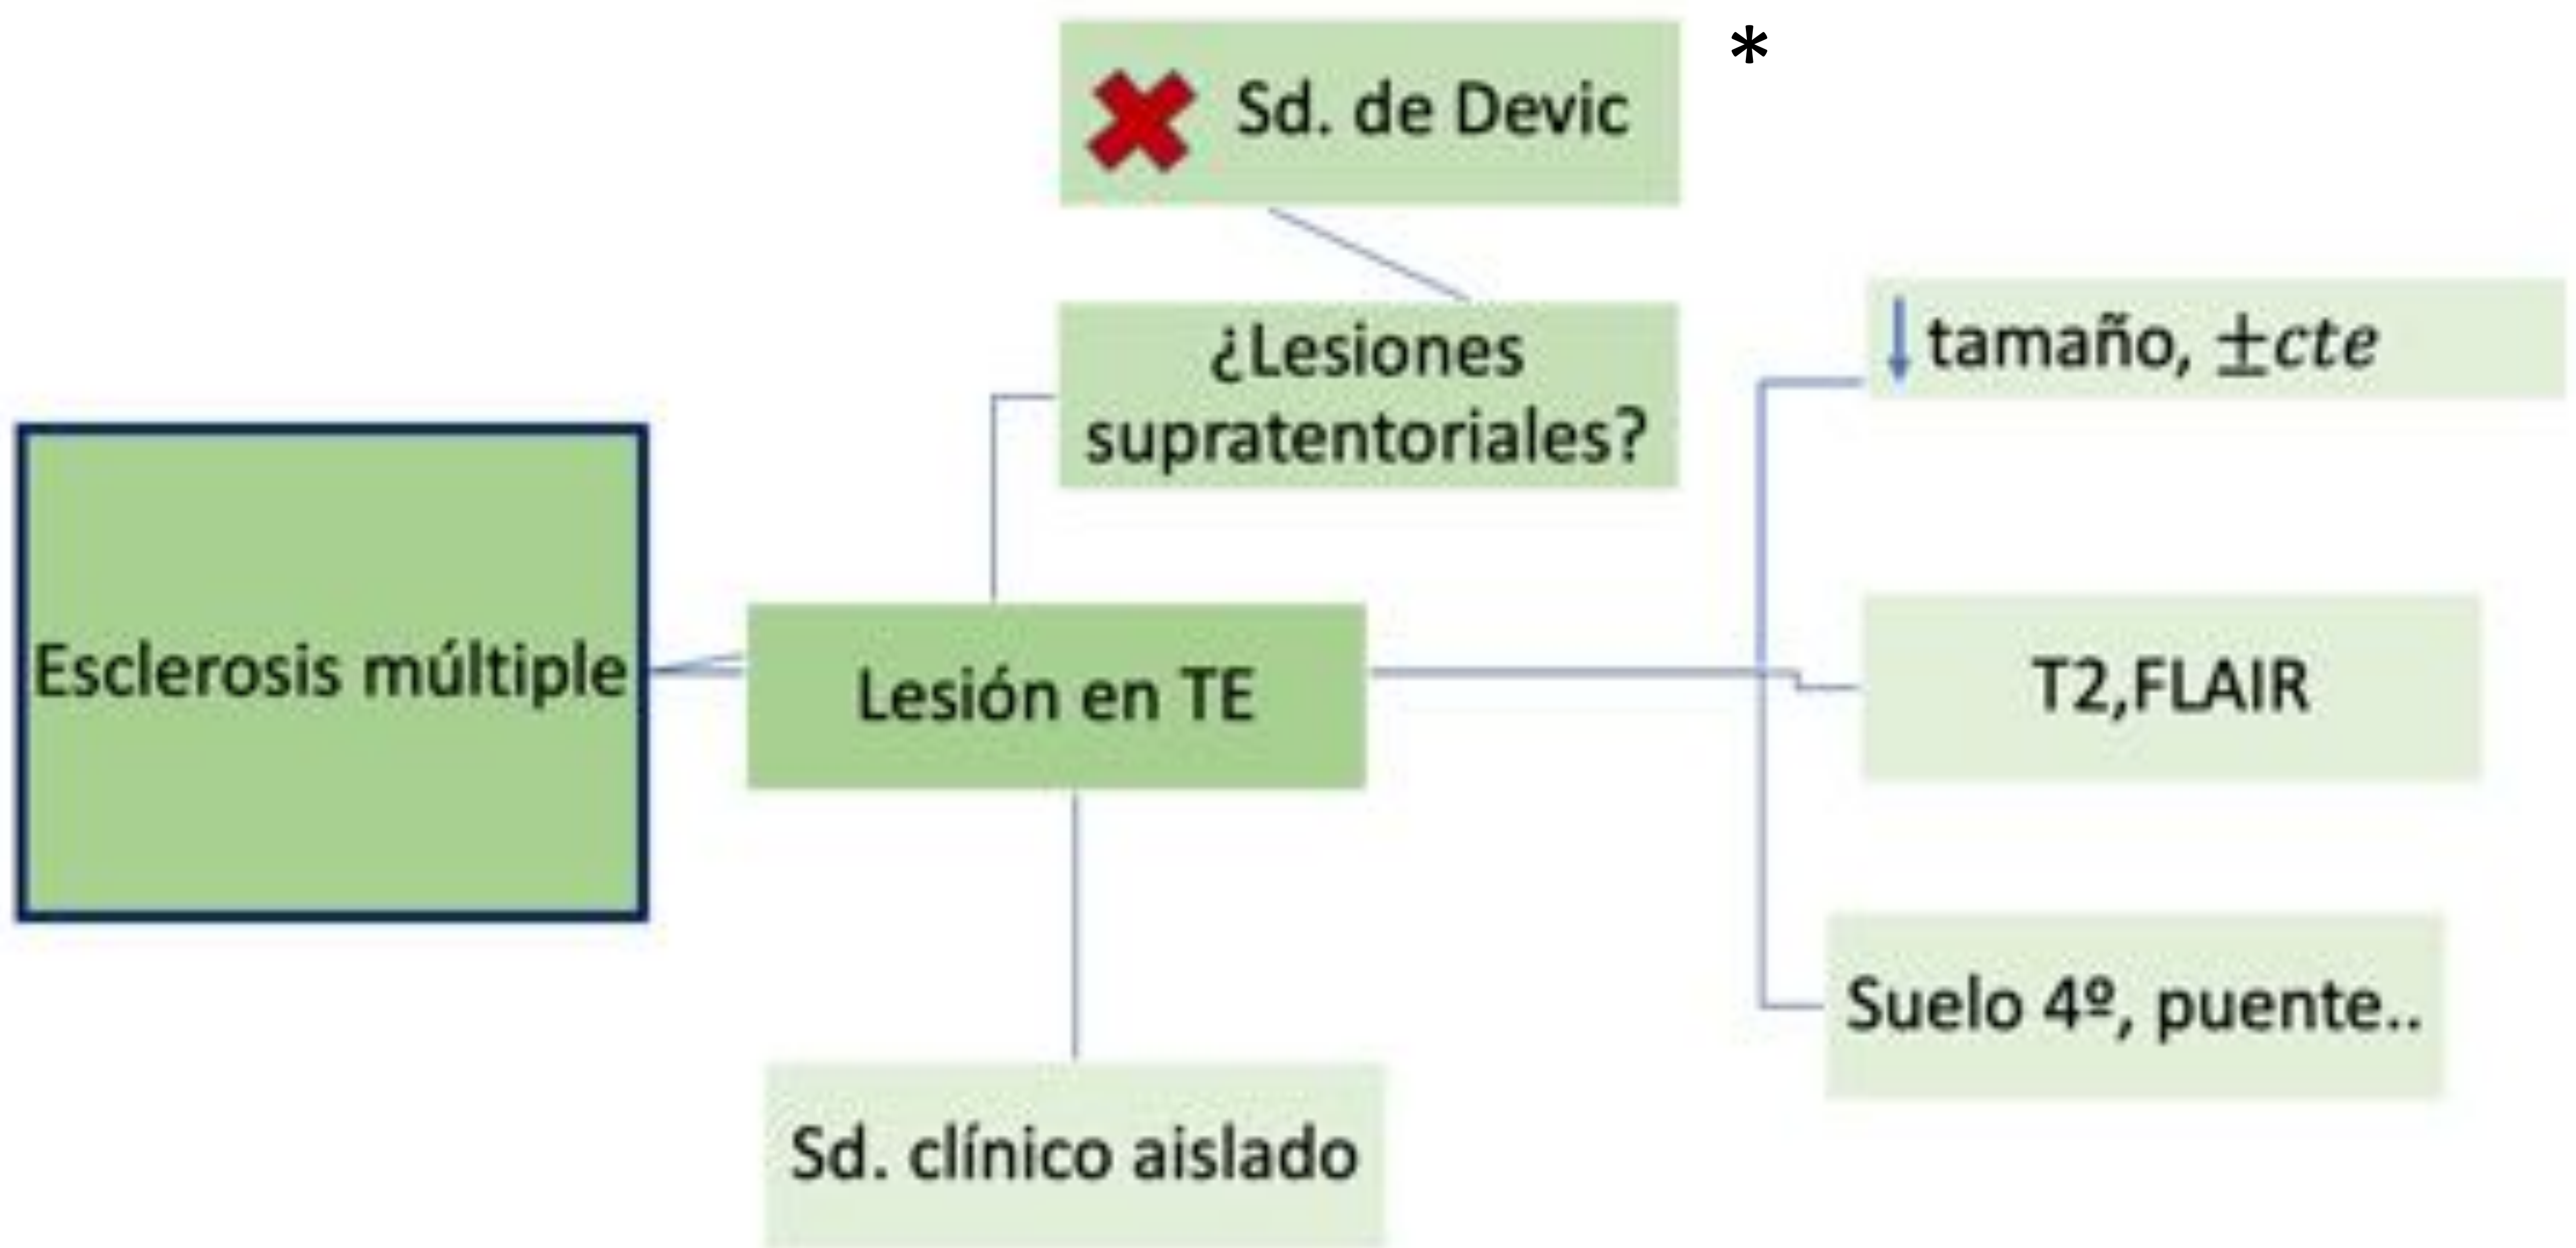 *
Sd. de Devic
¿Lesiones
supratentoriales?
↓ tamaño, ±cte
Esclerosis múltiple
Lesión en TE
T2,FLAIR
Suelo 4º, puente..
Sd. clínico aislado